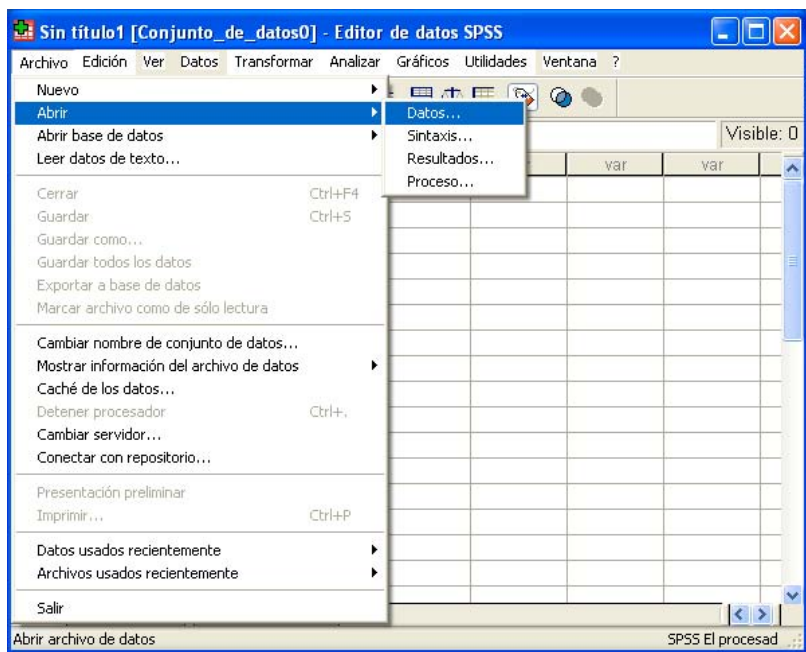 Sin título1 [Conjunto_de_datos0] - Editor de datos SPSS
Archivo Edición Ver Datos Transformar Analizar Gráficos Utilidades Ventana ?
Nuevo
Abrir
Abrir base de datos
Leer datos de texto...
Cerrar Ctrl+F4
Guardar Ctrl+S
Guardar como...
Guardar todos los datos
Exportar a base de datos
Marcar archivo como de sólo lectura
Cambiar nombre de conjunto de datos...
Mostrar información del archivo de datos
Caché de los datos...
Detener procesador Ctrl+.
Cambiar servidor...
Conectar con repositorio...
Presentación preliminar
Imprimir... Ctrl+P
Datos usados recientemente
Archivos usados recientemente
Salir
Datos...
Sintaxis...
Resultados...
Proceso...
Visible: 0
var var
Abrir archivo de datos SPSS El procesad